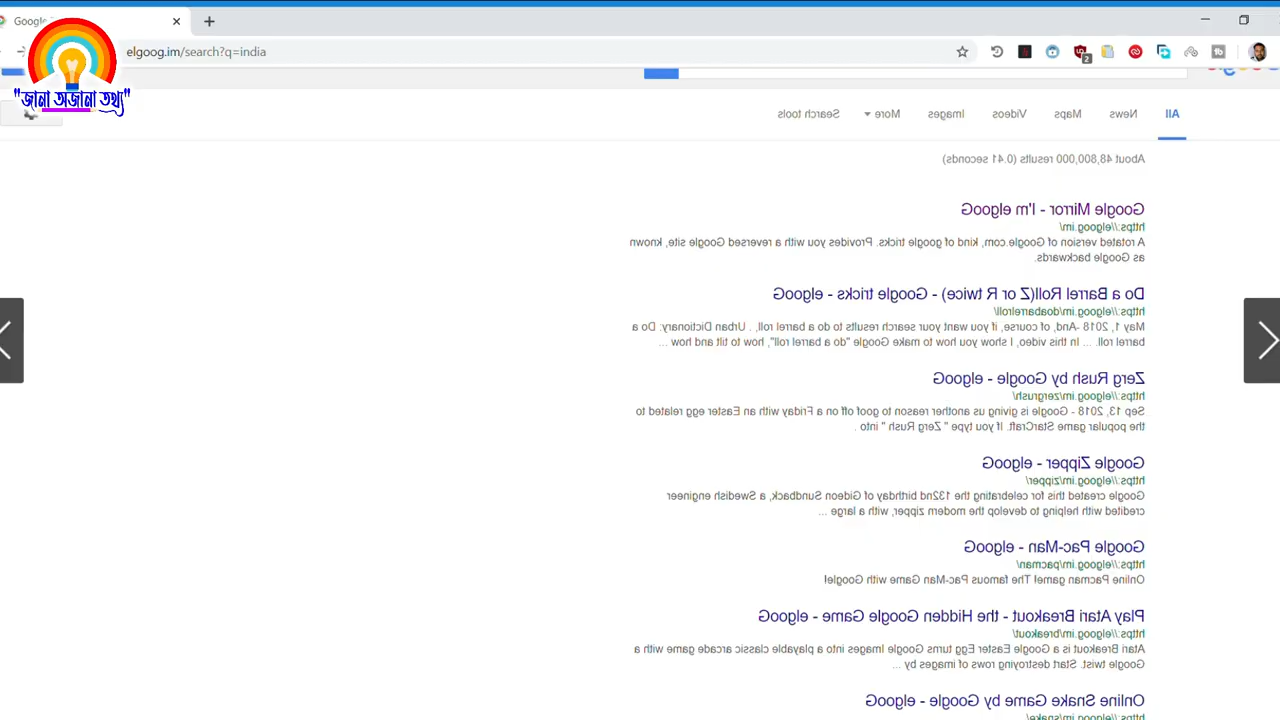 Google
elgoog.im/search?q=india
2
"জানা অজানা তথ্য"
All
News
Maps
Videos
Images
More
Search tools
About 48,800,000 results (0.41 seconds)
Google Mirror - I'm elgooG
https://elgoog.im/
A rotated version of Google.com, kind of google tricks. Provides you with a reversed Google site, known
as Google backwards.
Do a Barrel Roll(Z or R twice) - Google tricks - elgooG
https://elgoog.im/doabarrelroll/
May 1, 2018 -And, of course, if you want your search results to do a barrel roll, . Urban Dictionary: Do a
barrel roll. ... In this video, I show you how to make Google "do a barrel roll", how to tilt and how ...
Zerg Rush by Google - elgooG
https://elgoog.im/zergrush/
Sep 13, 2018 - Google is giving us another reason to goof off on a Friday with an Easter egg related to
the popular game StarCraft. If you type " Zerg Rush " into .
Google Zipper - elgooG
https://elgoog.im/zipper/
Google created this for celebrating the 132nd birthday of Gideon Sundback, a Swedish engineer
credited with helping to develop the modern zipper, with a large ...
Google Pac-Man - elgooG
https://elgoog.im/pacman/
Online Pacman game! The famous Pac-Man Game with Google!
Play Atari Breakout - the Hidden Google Game - elgooG
https://elgoog.im/breakout/
Atari Breakout is a Google Easter Egg turns Google Images into a playable classic arcade game with a
Google twist. Start destroying rows of images by ...
Online Snake Game by Google - elgooG
https://elgoog.im/snake/